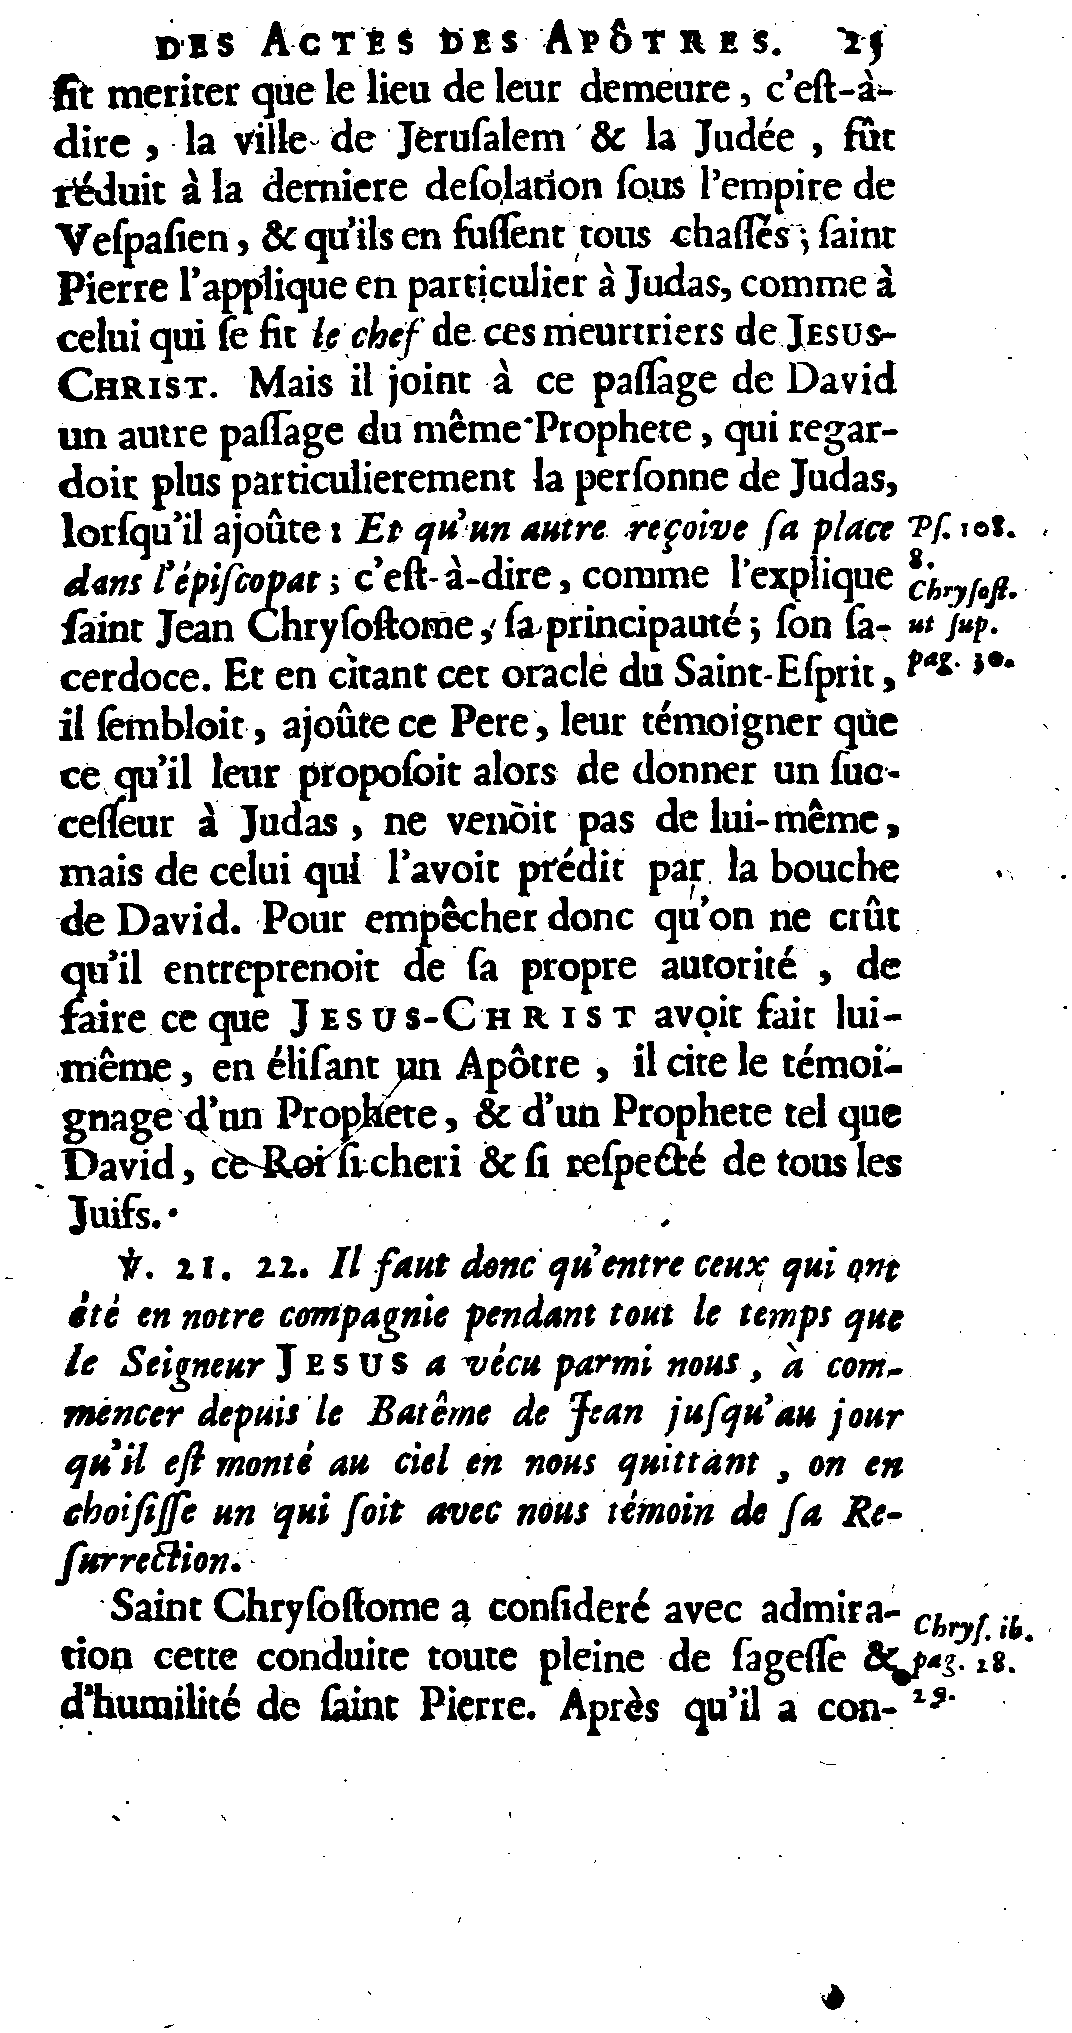 DES ACTES DES APÔTRES. 25
fit meriter que le lieu de leur demeure, c'eſt-à-
dire, la ville de Jeruſalem & la Judée, fût
réduit à la derniere deſolation ſous l'empire de
Veſpaſien, & qu'ils en fuſſent tous chaſſés; ſaint
Pierre l'applique en particulier à Judas, comme à
celui qui ſe fit le chef de ces meurtriers de JESUS-
CHRIST. Mais il joint à ce paſſage de David
un autre paſſage du même Prophete, qui regar-
doit plus particulierement la perſonne de Judas,
lorſqu'il ajoûte : Et qu'un autre reçoive ſa place
dans l'épiſcopat; c'eſt-à-dire, comme l'explique
ſaint Jean Chryſoſtome, ſa principauté; ſon ſa-
cerdoce. Et en citant cet oracle du Saint-Eſprit,
il ſembloit, ajoûte ce Pere, leur témoigner que
ce qu'il leur propoſoit alors de donner un ſuc-
ceſſeur à Judas, ne venoit pas de lui-même,
mais de celui qui l'avoit prédit par la bouche
de David. Pour empêcher donc qu'on ne crût
qu'il entreprenoit de ſa propre autorité, de
faire ce que JESUS-CHRIST avoit fait lui-
même, en éliſant un Apôtre, il cite le témoi-
gnage d'un Prophete, & d'un Prophete tel que
David, ce Roi ſi cheri & ſi reſpecté de tous les
Juifs.
℣. 21. 22. Il faut donc qu'entre ceux qui ont
été en notre compagnie pendant tout le temps que
le Seigneur JESUS a vécu parmi nous, à com-
mencer depuis le Batême de Jean juſqu'au jour
qu'il eſt monté au ciel en nous quittant, on en
choiſiſſe un qui ſoit avec nous témoin de ſa Re-
ſurrection.
Saint Chryſoſtome a conſideré avec admira-
tion cette conduite toute pleine de ſageſſe &
d'humilité de ſaint Pierre. Après qu'il a con-
Pſ. 108.
8.
Chryſoſt.
ut ſup.
pag. 30.
Chryſ. ib.
pag. 28.
29.